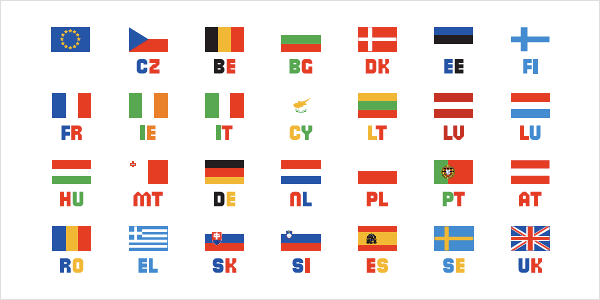 CZ BE BG DK EE FI
FR IE IT CY LT LV LU
HU MT DE NL PL PT AT
RO EL SK SI ES SE UK